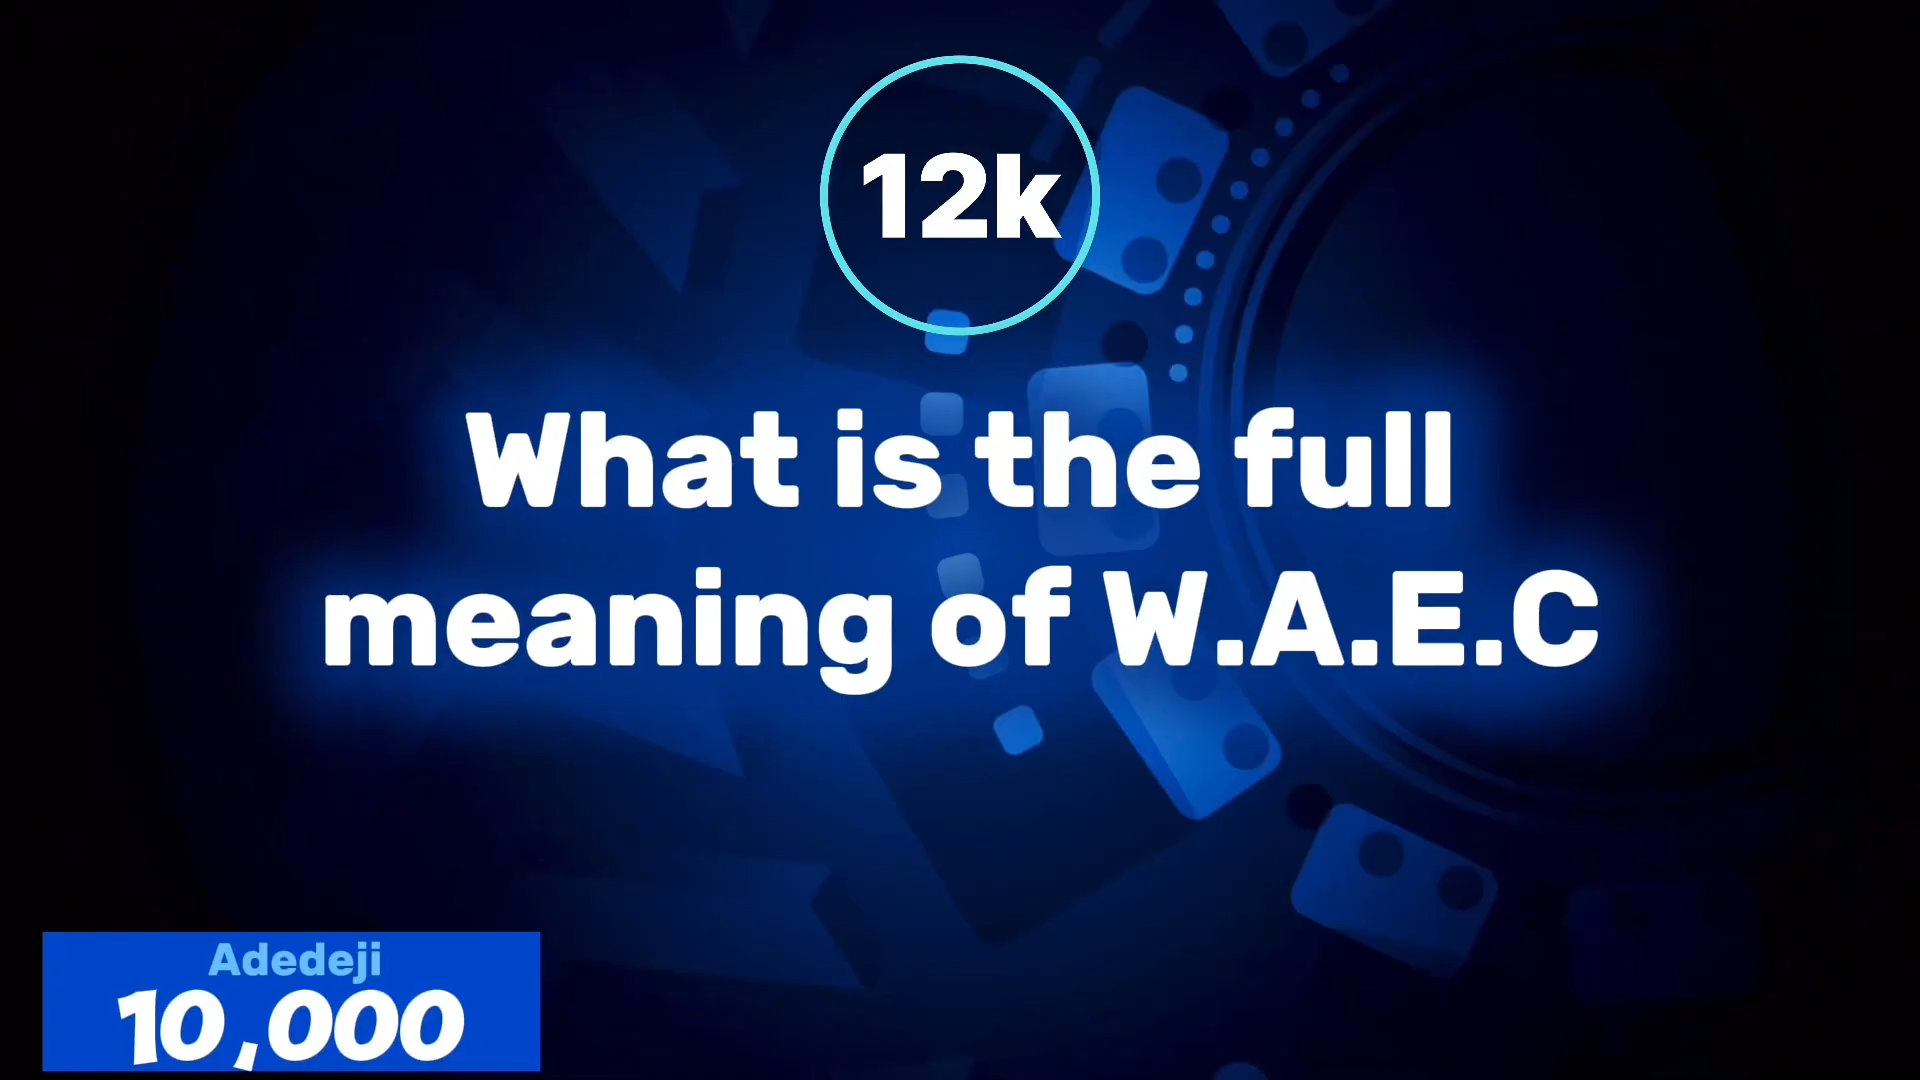 12k
What is the full
meaning of W.A.E.C
Adedeji
10,000